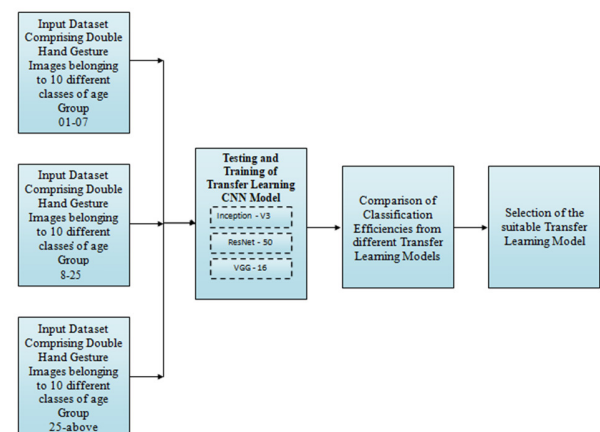 Input Dataset
Comprising Double
Hand Gesture
Images belonging
to 10 different
classes of age
Group
01-07
Input Dataset
Comprising Double
Hand Gesture
Images belonging
to 10 different
classes of age
Group
8-25
Input Dataset
Comprising Double
Hand Gesture
Images belonging
to 10 different
classes of age
Group
25-above
Testing and
Training of
Transfer Learning
CNN Model
Inception - V3
ResNet - 50
VGG - 16
Comparison of
Classification
Efficiencies from
different Transfer
Learning Models
Selection of the
suitable Transfer
Learning Model